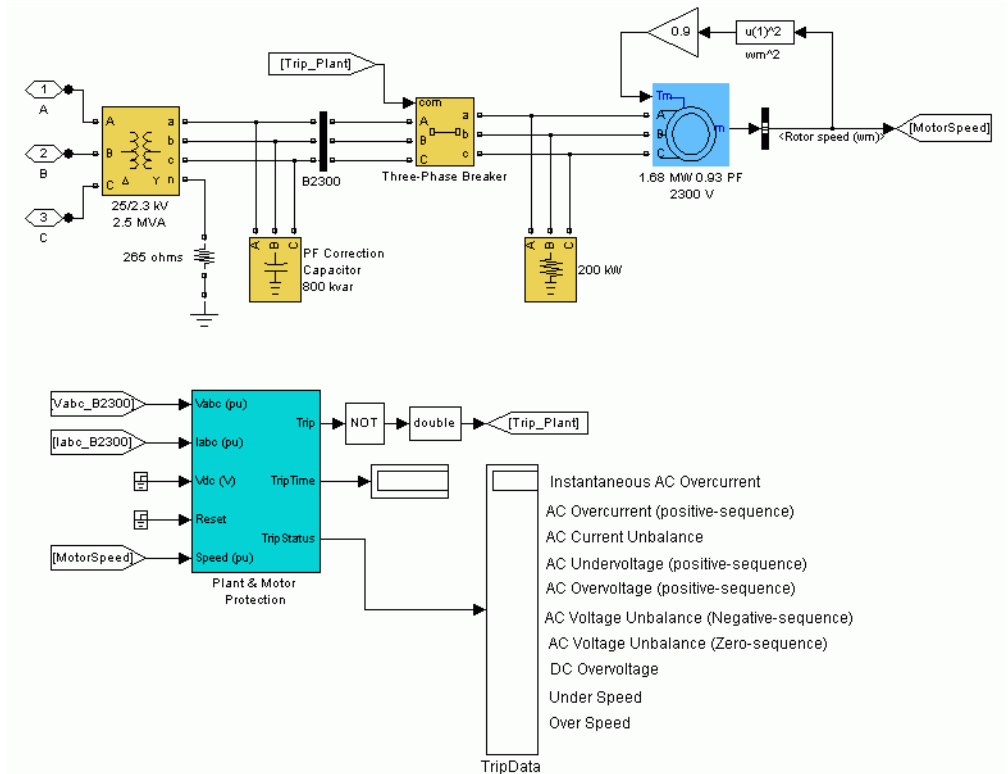 0.9
u(1)^2
wm^2
[Trip_Plant]
1
A
com
Tm
A
a
A
a
A
2
B
B
b
A
B
C
B
b
B
m
<Rotor speed (wm)>
[MotorSpeed]
C
c
C
c
C
B2300
Three-Phase Breaker
1.68 MW 0.93 PF
2300 V
3
C
Δ
Y
n
25/2.3 kV
2.5 MVA
265 ohms
A
B
C
PF Correction
Capacitor
800 kvar
A
B
C
200 kW
[Vabc_B2300]
Vabc (pu)
Trip
NOT
double
[Trip_Plant]
[Iabc_B2300]
Iabc (pu)
Vdc (V)
TripTime
Reset
TripStatus
[MotorSpeed]
Speed (pu)
Plant & Motor
Protection
Instantaneous AC Overcurrent
AC Overcurrent (positive-sequence)
AC Current Unbalance
AC Undervoltage (positive-sequence)
AC Overvoltage (positive-sequence)
AC Voltage Unbalance (Negative-sequence)
AC Voltage Unbalance (Zero-sequence)
DC Overvoltage
Under Speed
Over Speed
TripData